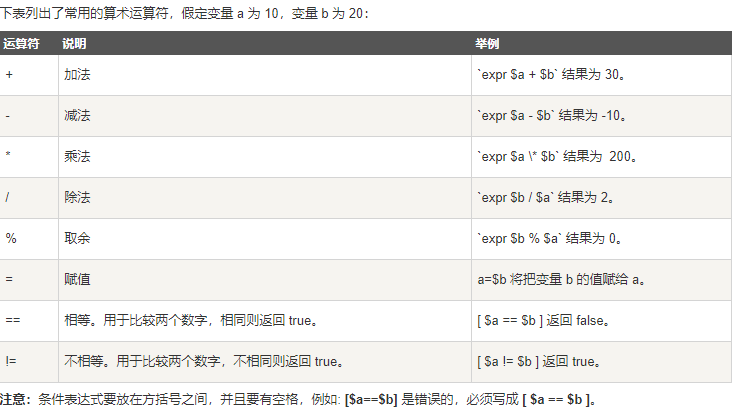 下表列出了常用的算术运算符，假定变量 a 为 10，变量 b 为 20：
运算符 说明 举例
+ 加法 `expr $a + $b` 结果为 30。
- 减法 `expr $a - $b` 结果为 -10。
* 乘法 `expr $a \* $b` 结果为  200。
/ 除法 `expr $b / $a` 结果为 2。
% 取余 `expr $b % $a` 结果为 0。
= 赋值 a=$b 将把变量 b 的值赋给 a。
== 相等。用于比较两个数字，相同则返回 true。 [ $a == $b ] 返回 false。
!= 不相等。用于比较两个数字，不相同则返回 true。 [ $a != $b ] 返回 true。
注意：条件表达式要放在方括号之间，并且要有空格，例如: [$a==$b] 是错误的，必须写成 [ $a == $b ]。